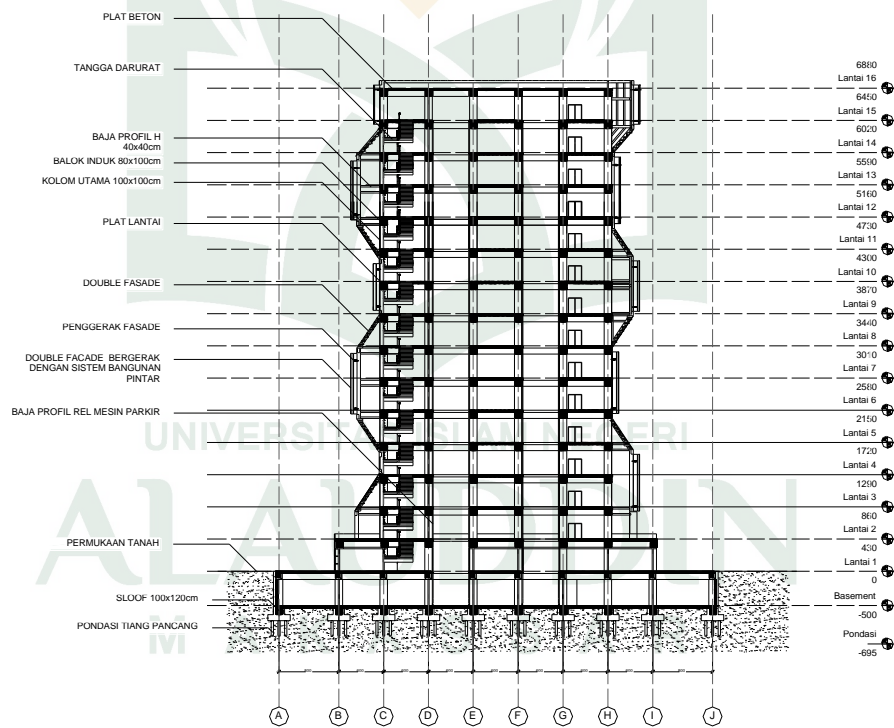 PLAT BETON
TANGGA DARURAT
BAJA PROFIL H
40x40cm
BALOK INDUK 80x100cm
KOLOM UTAMA 100x100cm
PLAT LANTAI
DOUBLE FASADE
PENGGERAK FASADE
DOUBLE FACADE BERGERAK
DENGAN SISTEM BANGUNAN
PINTAR
BAJA PROFIL REL MESIN PARKIR
PERMUKAAN TANAH
SLOOF 100x120cm
PONDASI TIANG PANCANG
6880
Lantai 16
6450
Lantai 15
6020
Lantai 14
5590
Lantai 13
5160
Lantai 12
4730
Lantai 11
4300
Lantai 10
3870
Lantai 9
3440
Lantai 8
3010
Lantai 7
2580
Lantai 6
2150
Lantai 5
1720
Lantai 4
1290
Lantai 3
860
Lantai 2
430
Lantai 1
0
Basement
-500
Pondasi
-695
UNIVERSITAS ISLAM NEGERI
ALAUDDIN
A B C D E F G H I J